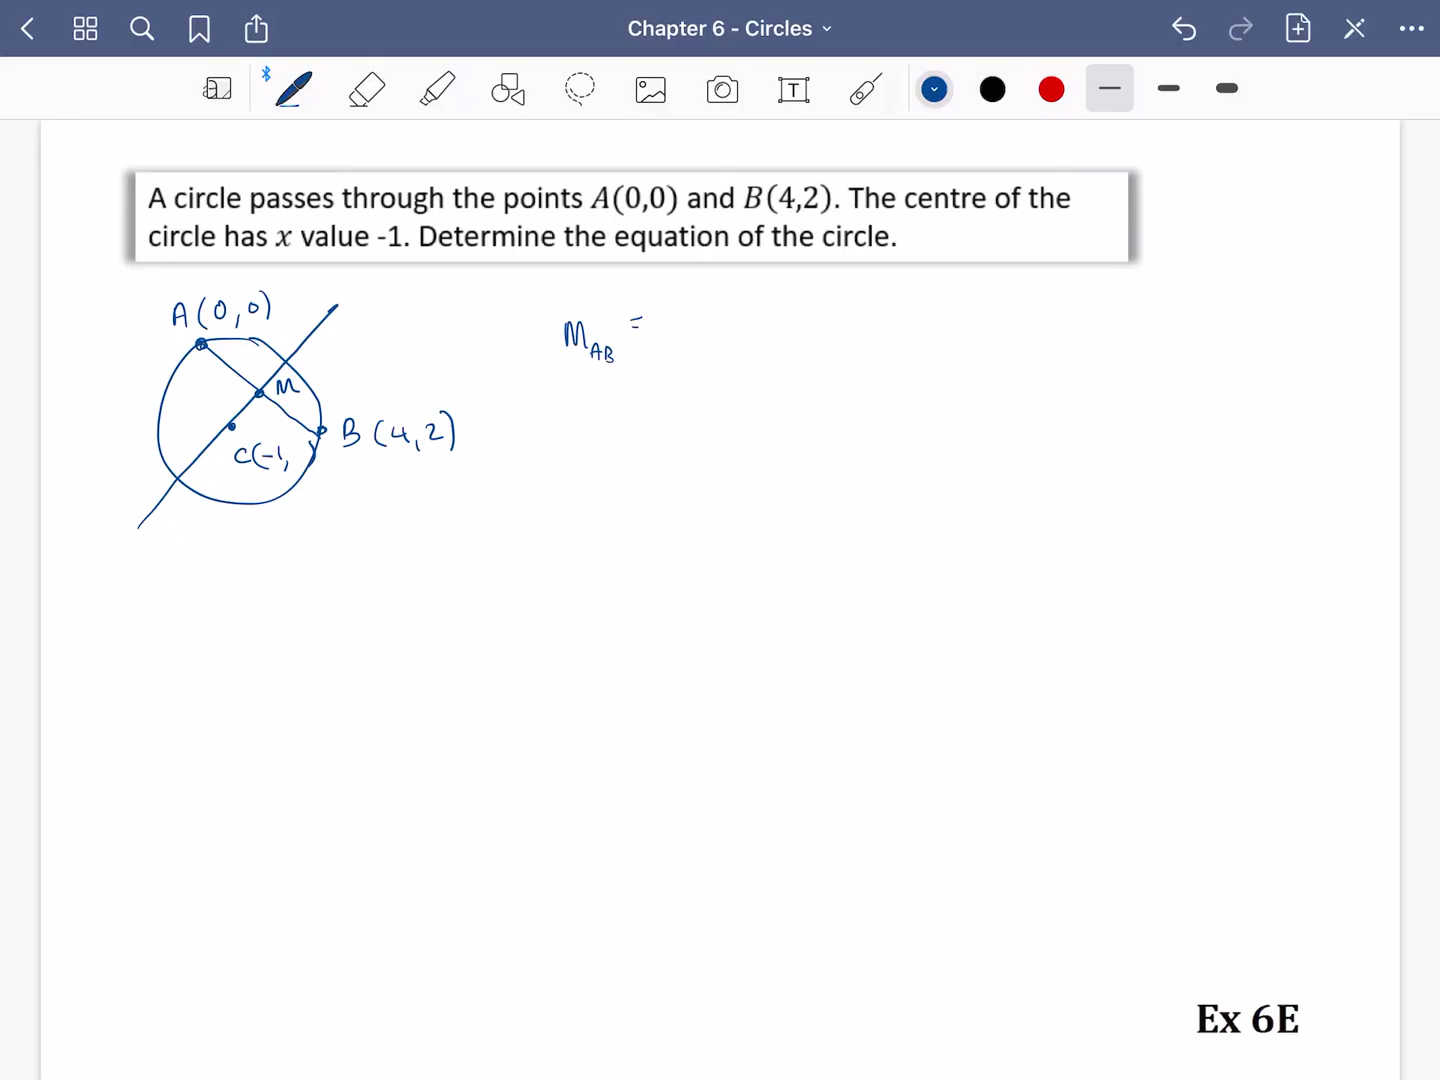 Chapter 6 - Circles
A circle passes through the points A(0,0) and B(4,2). The centre of the
circle has x value -1. Determine the equation of the circle.
A(0,0)
M
B(4,2)
C(-1, )
M_AB =
Ex 6E